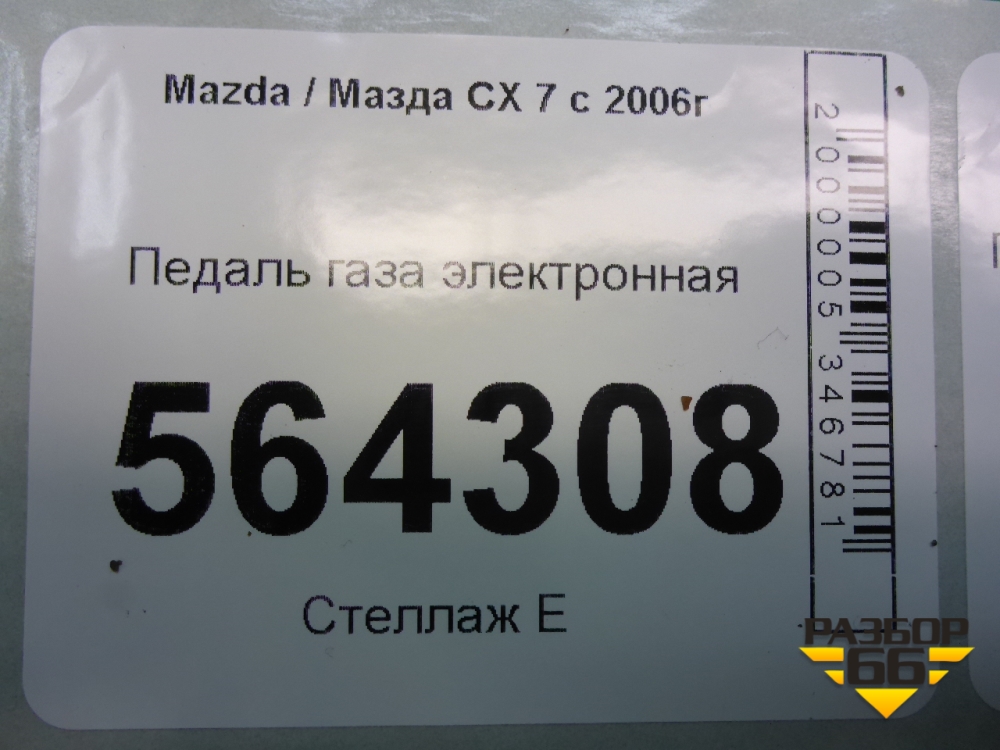 Mazda / Мазда CX 7 с 2006г
Педаль газа электронная
564308
Стеллаж Е
2000005346781
РАЗБОР
66